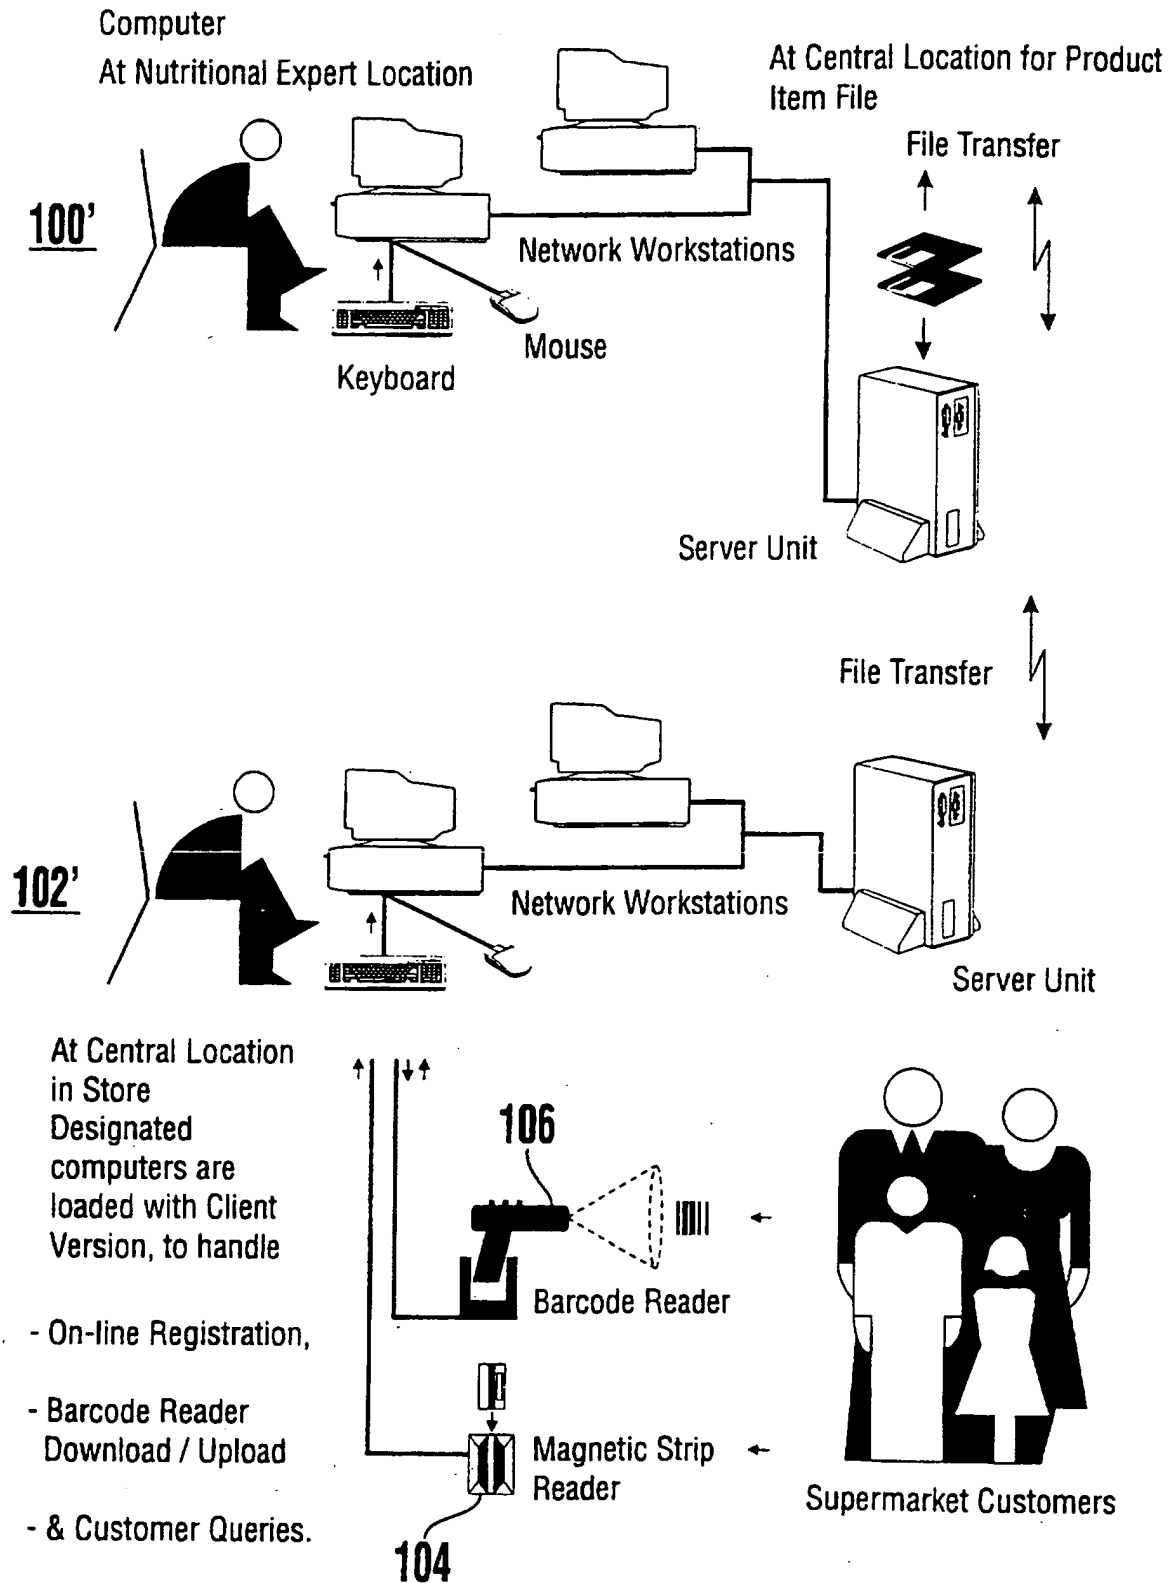 Computer
At Nutritional Expert Location
At Central Location for Product
Item File
File Transfer
100'
Network Workstations
Mouse
Keyboard
Server Unit
File Transfer
102'
Network Workstations
Server Unit
At Central Location
in Store
Designated
computers are
loaded with Client
Version, to handle
- On-line Registration,
- Barcode Reader
Download / Upload
- & Customer Queries.
106
Barcode Reader
Magnetic Strip
Reader
104
Supermarket Customers